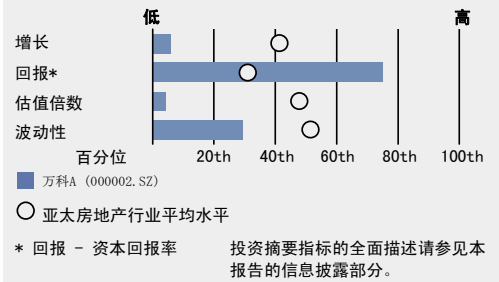 低 高
增长
回报*
估值倍数
波动性
百分位 20th 40th 60th 80th 100th
万科A (000002.SZ)
亚太房地产行业平均水平
* 回报 - 资本回报率 投资摘要指标的全面描述请参见本
报告的信息披露部分。